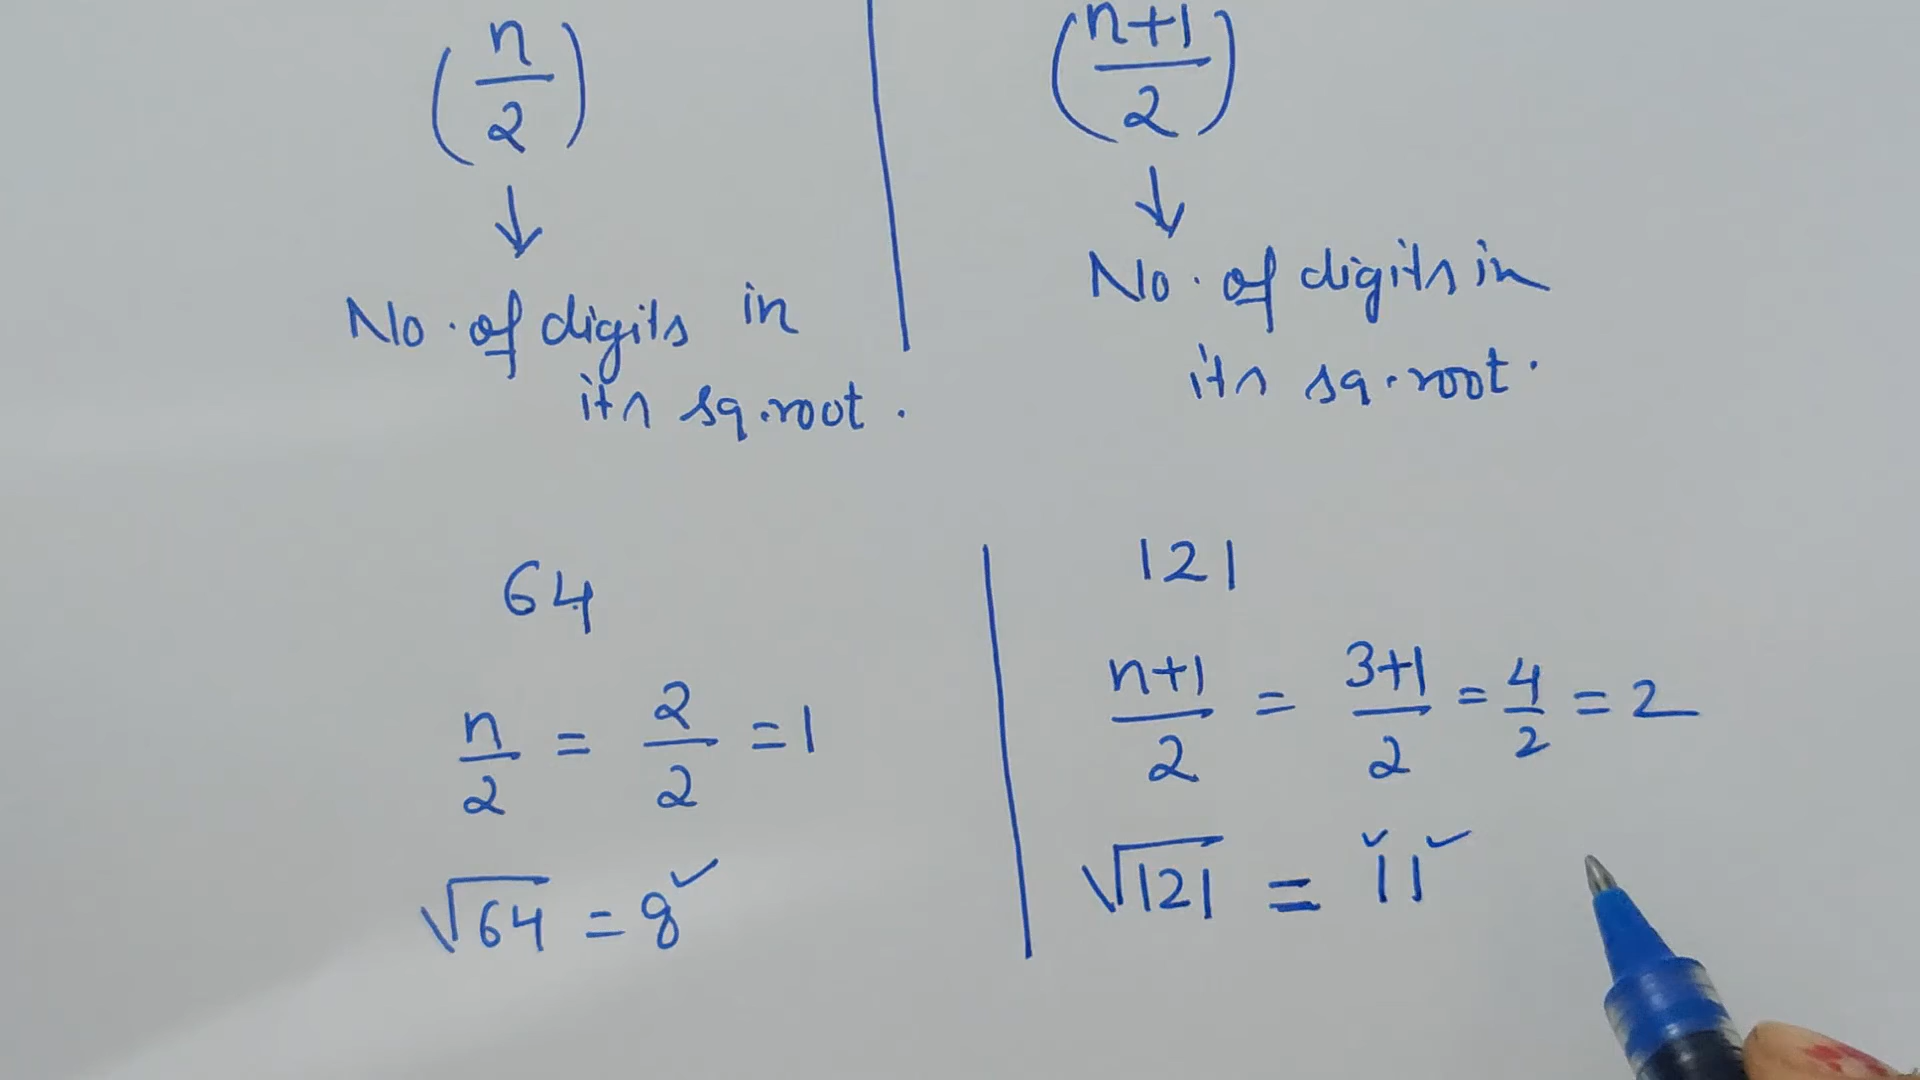 (n/2)
↓
No. of digits in
its sq. root.
(n+1/2)
↓
No. of digits in
its sq. root.
64
n/2 = 2/2 = 1
√64 = 8 ✓
121
n+1/2 = 3+1/2 = 4/2 = 2
√121 = 11 ✓